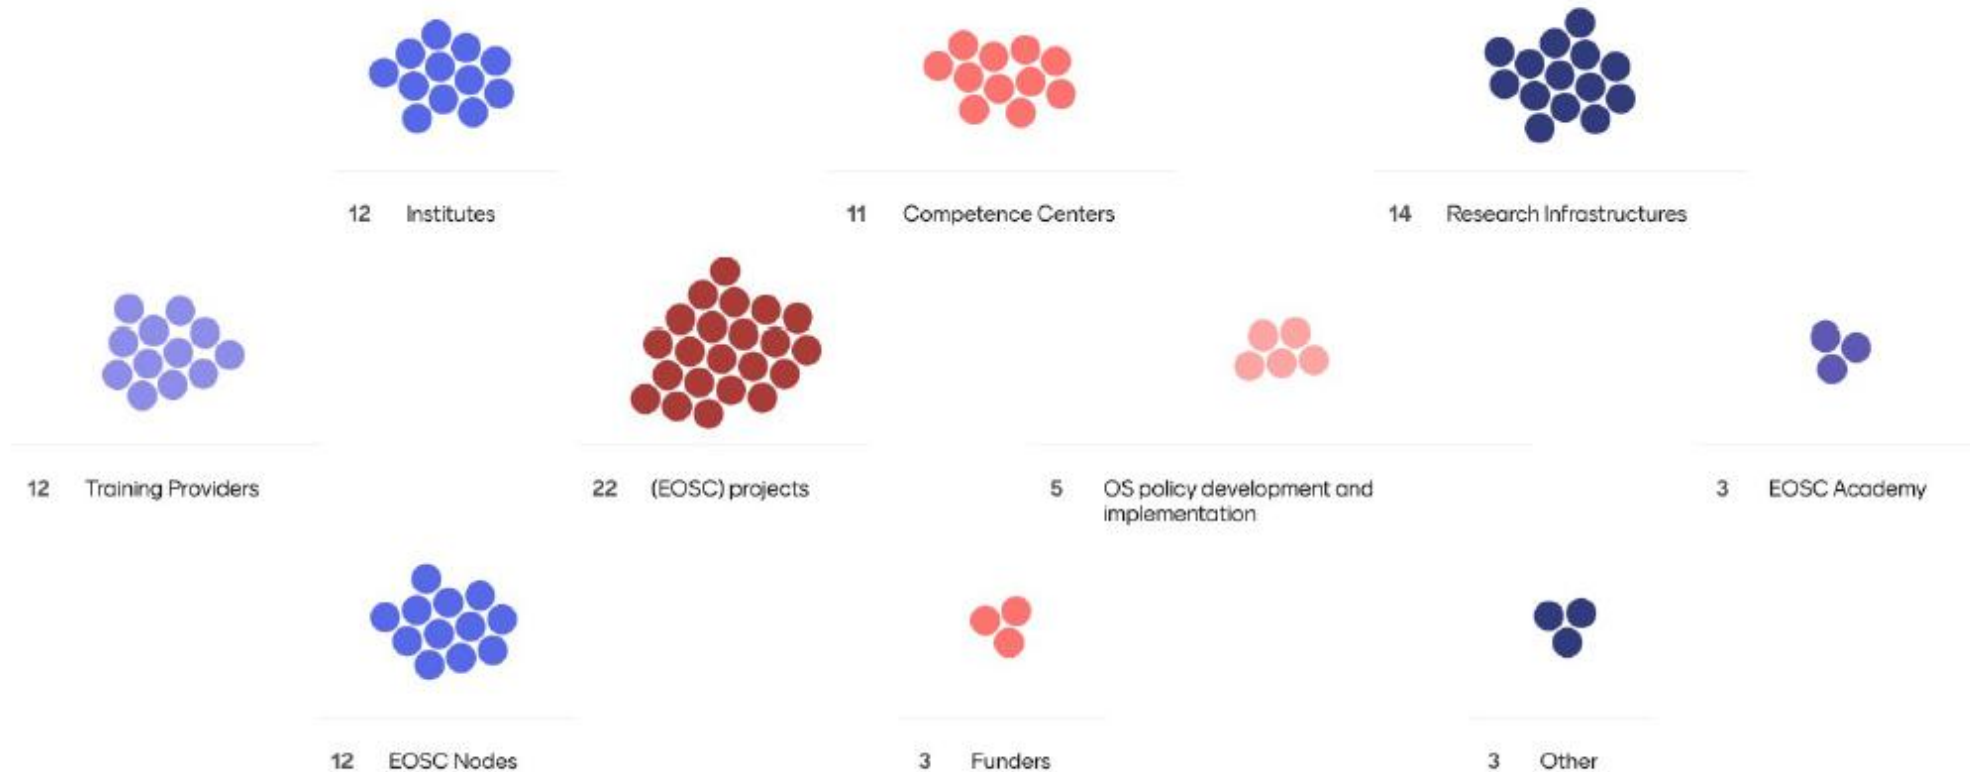 12 Institutes
11 Competence Centers
14 Research Infrastructures
12 Training Providers
22 (EOSC) projects
5 OS policy development and
implementation
3 EOSC Academy
12 EOSC Nodes
3 Funders
3 Other